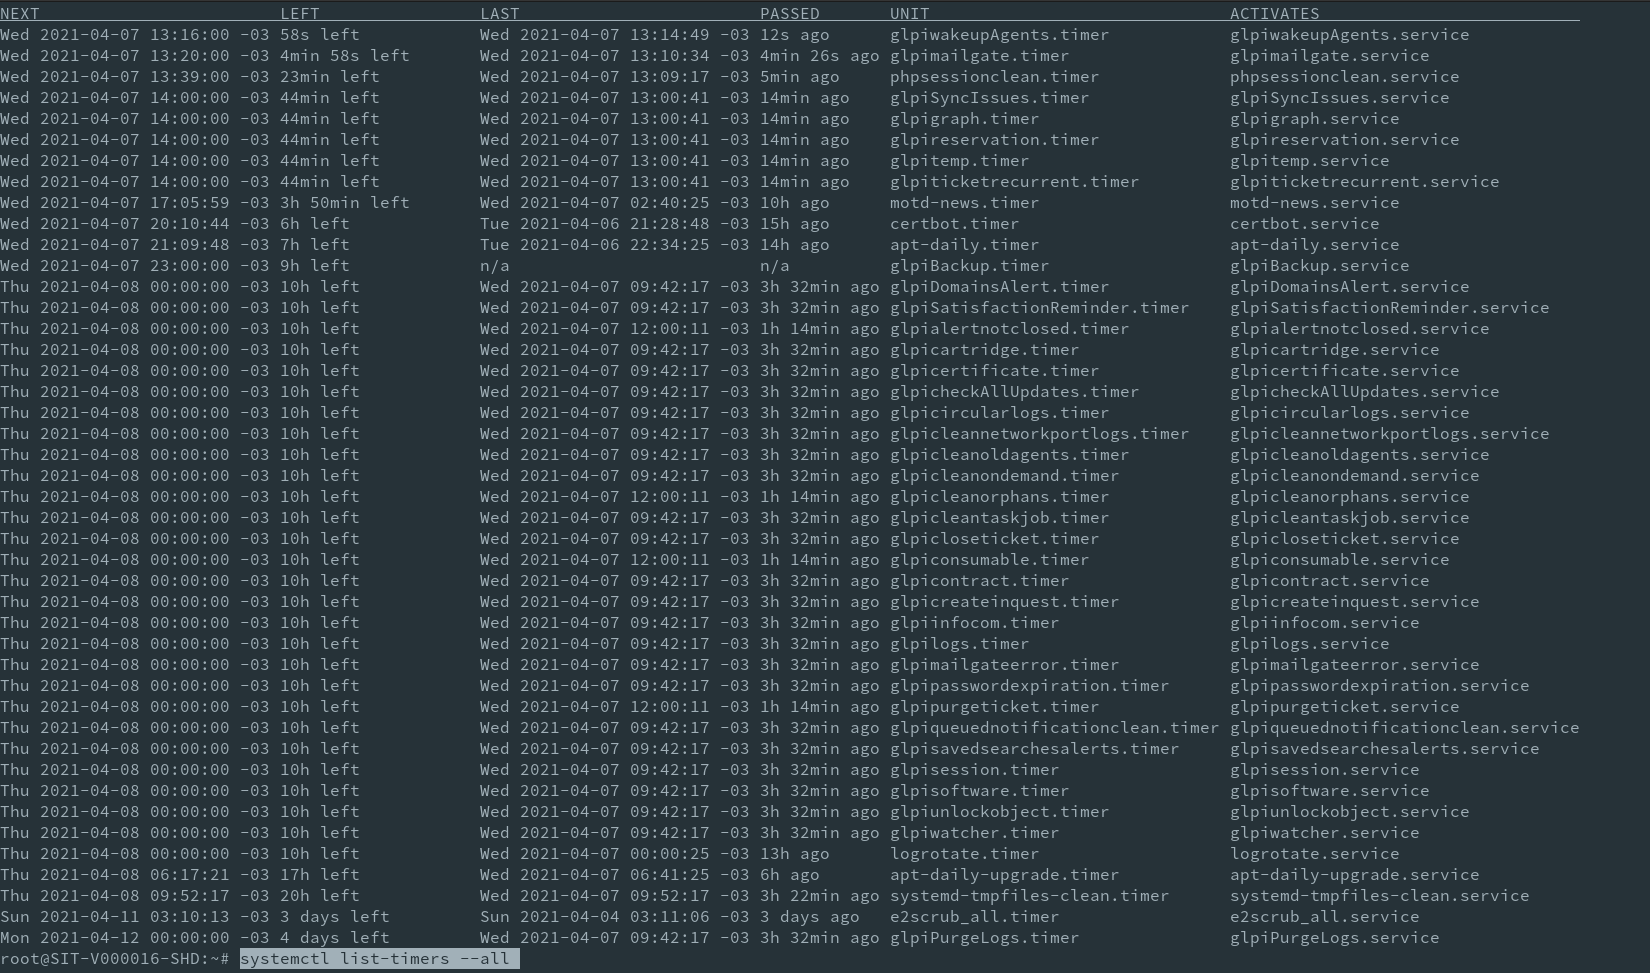 NEXT LEFT LAST PASSED UNIT ACTIVATES
Wed 2021-04-07 13:16:00 -03 58s left Wed 2021-04-07 13:14:49 -03 12s ago glpiwakeupAgents.timer glpiwakeupAgents.service
Wed 2021-04-07 13:20:00 -03 4min 58s left Wed 2021-04-07 13:10:34 -03 4min 26s ago glpimailgate.timer glpimailgate.service
Wed 2021-04-07 13:39:00 -03 23min left Wed 2021-04-07 13:09:17 -03 5min ago phpsessionclean.timer phpsessionclean.service
Wed 2021-04-07 14:00:00 -03 44min left Wed 2021-04-07 13:00:41 -03 14min ago glpiSyncIssues.timer glpiSyncIssues.service
Wed 2021-04-07 14:00:00 -03 44min left Wed 2021-04-07 13:00:41 -03 14min ago glpigraph.timer glpigraph.service
Wed 2021-04-07 14:00:00 -03 44min left Wed 2021-04-07 13:00:41 -03 14min ago glpireservation.timer glpireservation.service
Wed 2021-04-07 14:00:00 -03 44min left Wed 2021-04-07 13:00:41 -03 14min ago glpitemp.timer glpitemp.service
Wed 2021-04-07 14:00:00 -03 44min left Wed 2021-04-07 13:00:41 -03 14min ago glpiticketrecurrent.timer glpiticketrecurrent.service
Wed 2021-04-07 17:05:59 -03 3h 50min left Wed 2021-04-07 02:40:25 -03 10h ago motd-news.timer motd-news.service
Wed 2021-04-07 20:10:44 -03 6h left Tue 2021-04-06 21:28:48 -03 15h ago certbot.timer certbot.service
Wed 2021-04-07 21:09:48 -03 7h left Tue 2021-04-06 22:34:25 -03 14h ago apt-daily.timer apt-daily.service
Wed 2021-04-07 23:00:00 -03 9h left n/a n/a glpiBackup.timer glpiBackup.service
Thu 2021-04-08 00:00:00 -03 10h left Wed 2021-04-07 09:42:17 -03 3h 32min ago glpiDomainsAlert.timer glpiDomainsAlert.service
Thu 2021-04-08 00:00:00 -03 10h left Wed 2021-04-07 09:42:17 -03 3h 32min ago glpiSatisfactionReminder.timer glpiSatisfactionReminder.service
Thu 2021-04-08 00:00:00 -03 10h left Wed 2021-04-07 12:00:11 -03 1h 14min ago glpialertnotclosed.timer glpialertnotclosed.service
Thu 2021-04-08 00:00:00 -03 10h left Wed 2021-04-07 09:42:17 -03 3h 32min ago glpicartridge.timer glpicartridge.service
Thu 2021-04-08 00:00:00 -03 10h left Wed 2021-04-07 09:42:17 -03 3h 32min ago glpicertificate.timer glpicertificate.service
Thu 2021-04-08 00:00:00 -03 10h left Wed 2021-04-07 09:42:17 -03 3h 32min ago glpicheckAllUpdates.timer glpicheckAllUpdates.service
Thu 2021-04-08 00:00:00 -03 10h left Wed 2021-04-07 09:42:17 -03 3h 32min ago glpicircularlogs.timer glpicircularlogs.service
Thu 2021-04-08 00:00:00 -03 10h left Wed 2021-04-07 09:42:17 -03 3h 32min ago glpicleannetworkportlogs.timer glpicleannetworkportlogs.service
Thu 2021-04-08 00:00:00 -03 10h left Wed 2021-04-07 09:42:17 -03 3h 32min ago glpicleanoldagents.timer glpicleanoldagents.service
Thu 2021-04-08 00:00:00 -03 10h left Wed 2021-04-07 09:42:17 -03 3h 32min ago glpicleanondemand.timer glpicleanondemand.service
Thu 2021-04-08 00:00:00 -03 10h left Wed 2021-04-07 12:00:11 -03 1h 14min ago glpicleanorphans.timer glpicleanorphans.service
Thu 2021-04-08 00:00:00 -03 10h left Wed 2021-04-07 09:42:17 -03 3h 32min ago glpicleantaskjob.timer glpicleantaskjob.service
Thu 2021-04-08 00:00:00 -03 10h left Wed 2021-04-07 09:42:17 -03 3h 32min ago glpicloseticket.timer glpicloseticket.service
Thu 2021-04-08 00:00:00 -03 10h left Wed 2021-04-07 12:00:11 -03 1h 14min ago glpiconsumable.timer glpiconsumable.service
Thu 2021-04-08 00:00:00 -03 10h left Wed 2021-04-07 09:42:17 -03 3h 32min ago glpicontract.timer glpicontract.service
Thu 2021-04-08 00:00:00 -03 10h left Wed 2021-04-07 09:42:17 -03 3h 32min ago glpicreateinquest.timer glpicreateinquest.service
Thu 2021-04-08 00:00:00 -03 10h left Wed 2021-04-07 09:42:17 -03 3h 32min ago glpiinfocom.timer glpiinfocom.service
Thu 2021-04-08 00:00:00 -03 10h left Wed 2021-04-07 09:42:17 -03 3h 32min ago glpilogs.timer glpilogs.service
Thu 2021-04-08 00:00:00 -03 10h left Wed 2021-04-07 09:42:17 -03 3h 32min ago glpimailgateerror.timer glpimailgateerror.service
Thu 2021-04-08 00:00:00 -03 10h left Wed 2021-04-07 09:42:17 -03 3h 32min ago glpipasswordexpiration.timer glpipasswordexpiration.service
Thu 2021-04-08 00:00:00 -03 10h left Wed 2021-04-07 12:00:11 -03 1h 14min ago glpipurgeticket.timer glpipurgeticket.service
Thu 2021-04-08 00:00:00 -03 10h left Wed 2021-04-07 09:42:17 -03 3h 32min ago glpiqueuednotificationclean.timer glpiqueuednotificationclean.service
Thu 2021-04-08 00:00:00 -03 10h left Wed 2021-04-07 09:42:17 -03 3h 32min ago glpisavedsearchesalerts.timer glpisavedsearchesalerts.service
Thu 2021-04-08 00:00:00 -03 10h left Wed 2021-04-07 09:42:17 -03 3h 32min ago glpisession.timer glpisession.service
Thu 2021-04-08 00:00:00 -03 10h left Wed 2021-04-07 09:42:17 -03 3h 32min ago glpisoftware.timer glpisoftware.service
Thu 2021-04-08 00:00:00 -03 10h left Wed 2021-04-07 09:42:17 -03 3h 32min ago glpiunlockobject.timer glpiunlockobject.service
Thu 2021-04-08 00:00:00 -03 10h left Wed 2021-04-07 09:42:17 -03 3h 32min ago glpiwatcher.timer glpiwatcher.service
Thu 2021-04-08 00:00:00 -03 10h left Wed 2021-04-07 00:00:25 -03 13h ago logrotate.timer logrotate.service
Thu 2021-04-08 06:17:21 -03 17h left Wed 2021-04-07 06:41:25 -03 6h ago apt-daily-upgrade.timer apt-daily-upgrade.service
Thu 2021-04-08 09:52:17 -03 20h left Wed 2021-04-07 09:52:17 -03 3h 22min ago systemd-tmpfiles-clean.timer systemd-tmpfiles-clean.service
Sun 2021-04-11 03:10:13 -03 3 days left Sun 2021-04-04 03:11:06 -03 3 days ago e2scrub_all.timer e2scrub_all.service
Mon 2021-04-12 00:00:00 -03 4 days left Wed 2021-04-07 09:42:17 -03 3h 32min ago glpiPurgeLogs.timer glpiPurgeLogs.service
root@SIT-V000016-SHD:~# systemctl list-timers --all